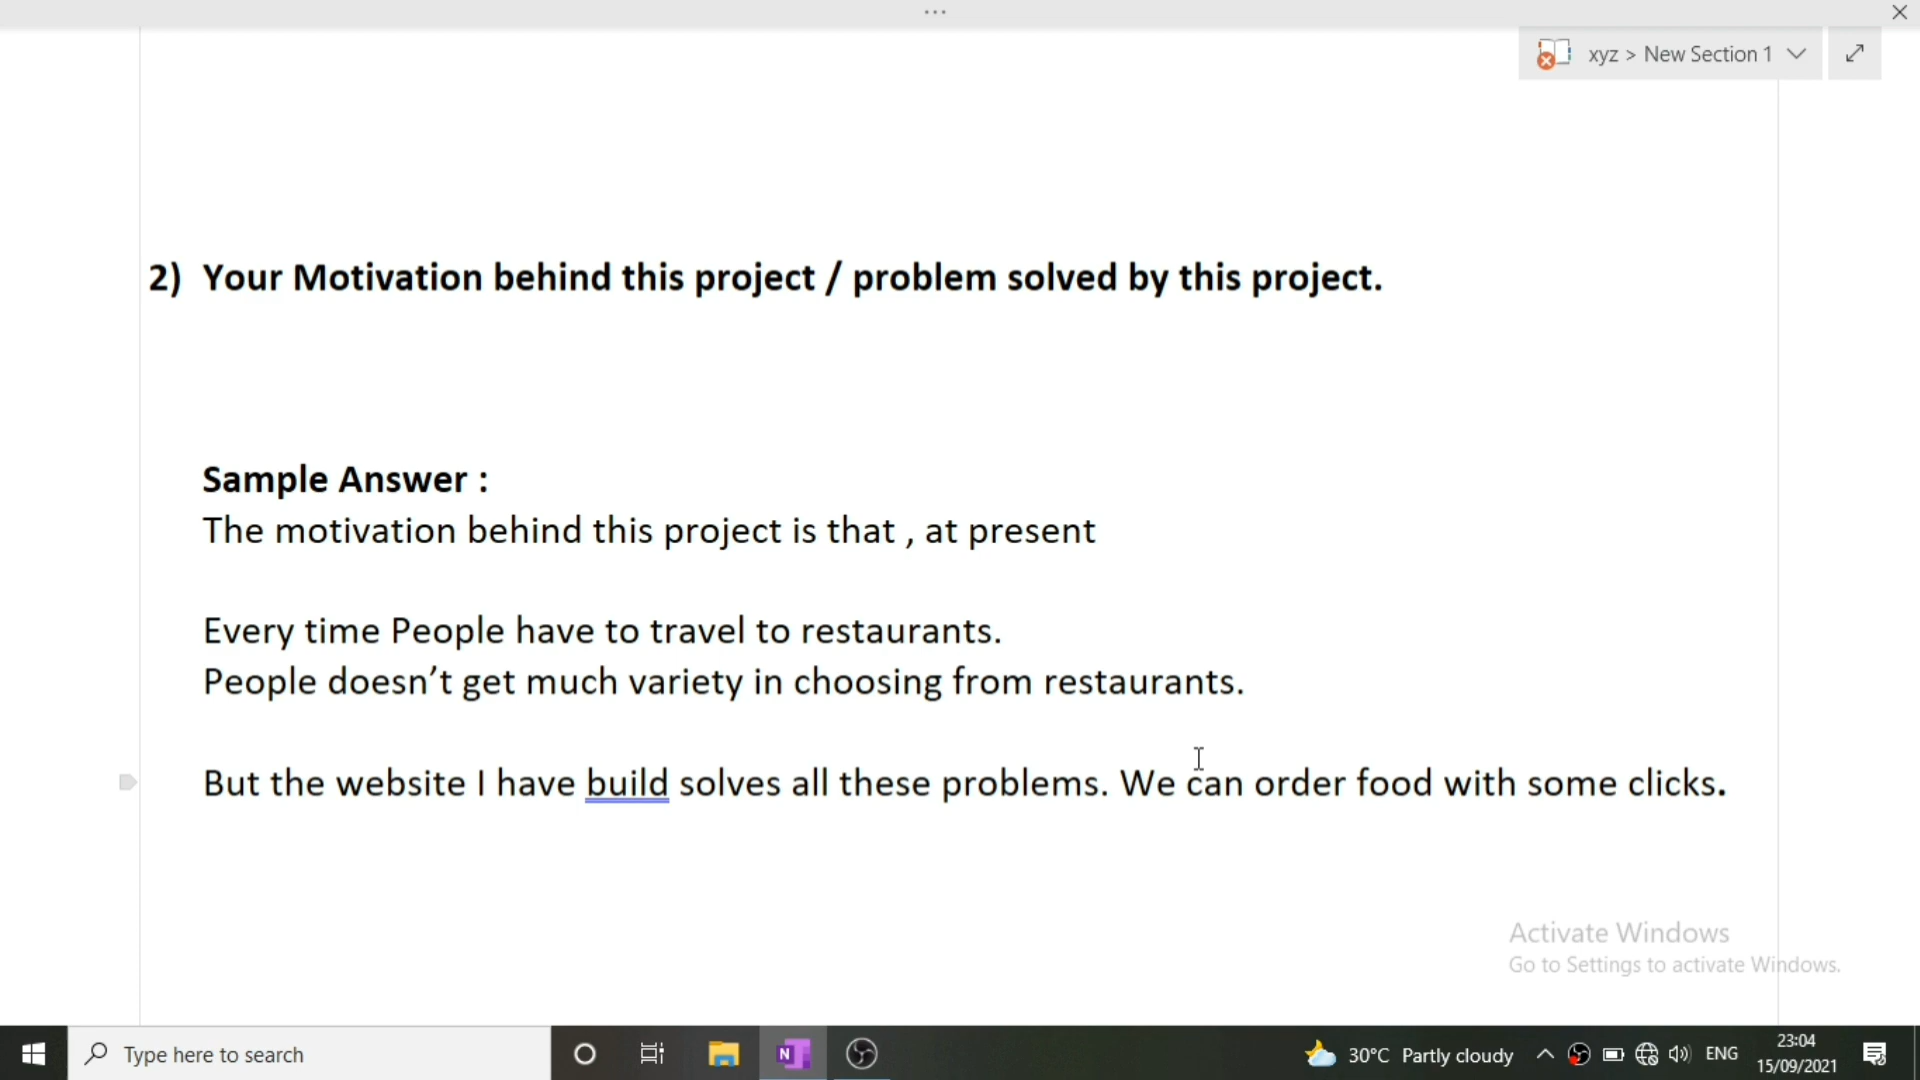 xyz > New Section 1
2) Your Motivation behind this project / problem solved by this project.
Sample Answer :
The motivation behind this project is that , at present
Every time People have to travel to restaurants.
People doesn’t get much variety in choosing from restaurants.
But the website I have build solves all these problems. We can order food with some clicks.
Activate Windows
Go to Settings to activate Windows.
Type here to search
30°C Partly cloudy
ENG
23:04
15/09/2021